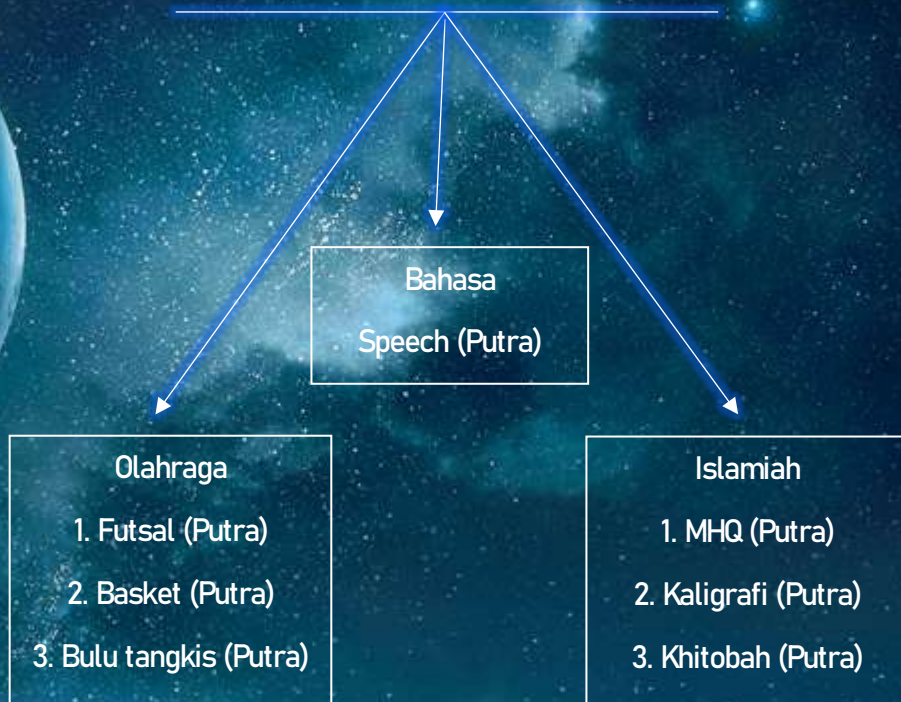 Bahasa
Speech (Putra)
Olahraga
1. Futsal (Putra)
2. Basket (Putra)
3. Bulu tangkis (Putra)
Islamiah
1. MHQ (Putra)
2. Kaligrafi (Putra)
3. Khitobah (Putra)